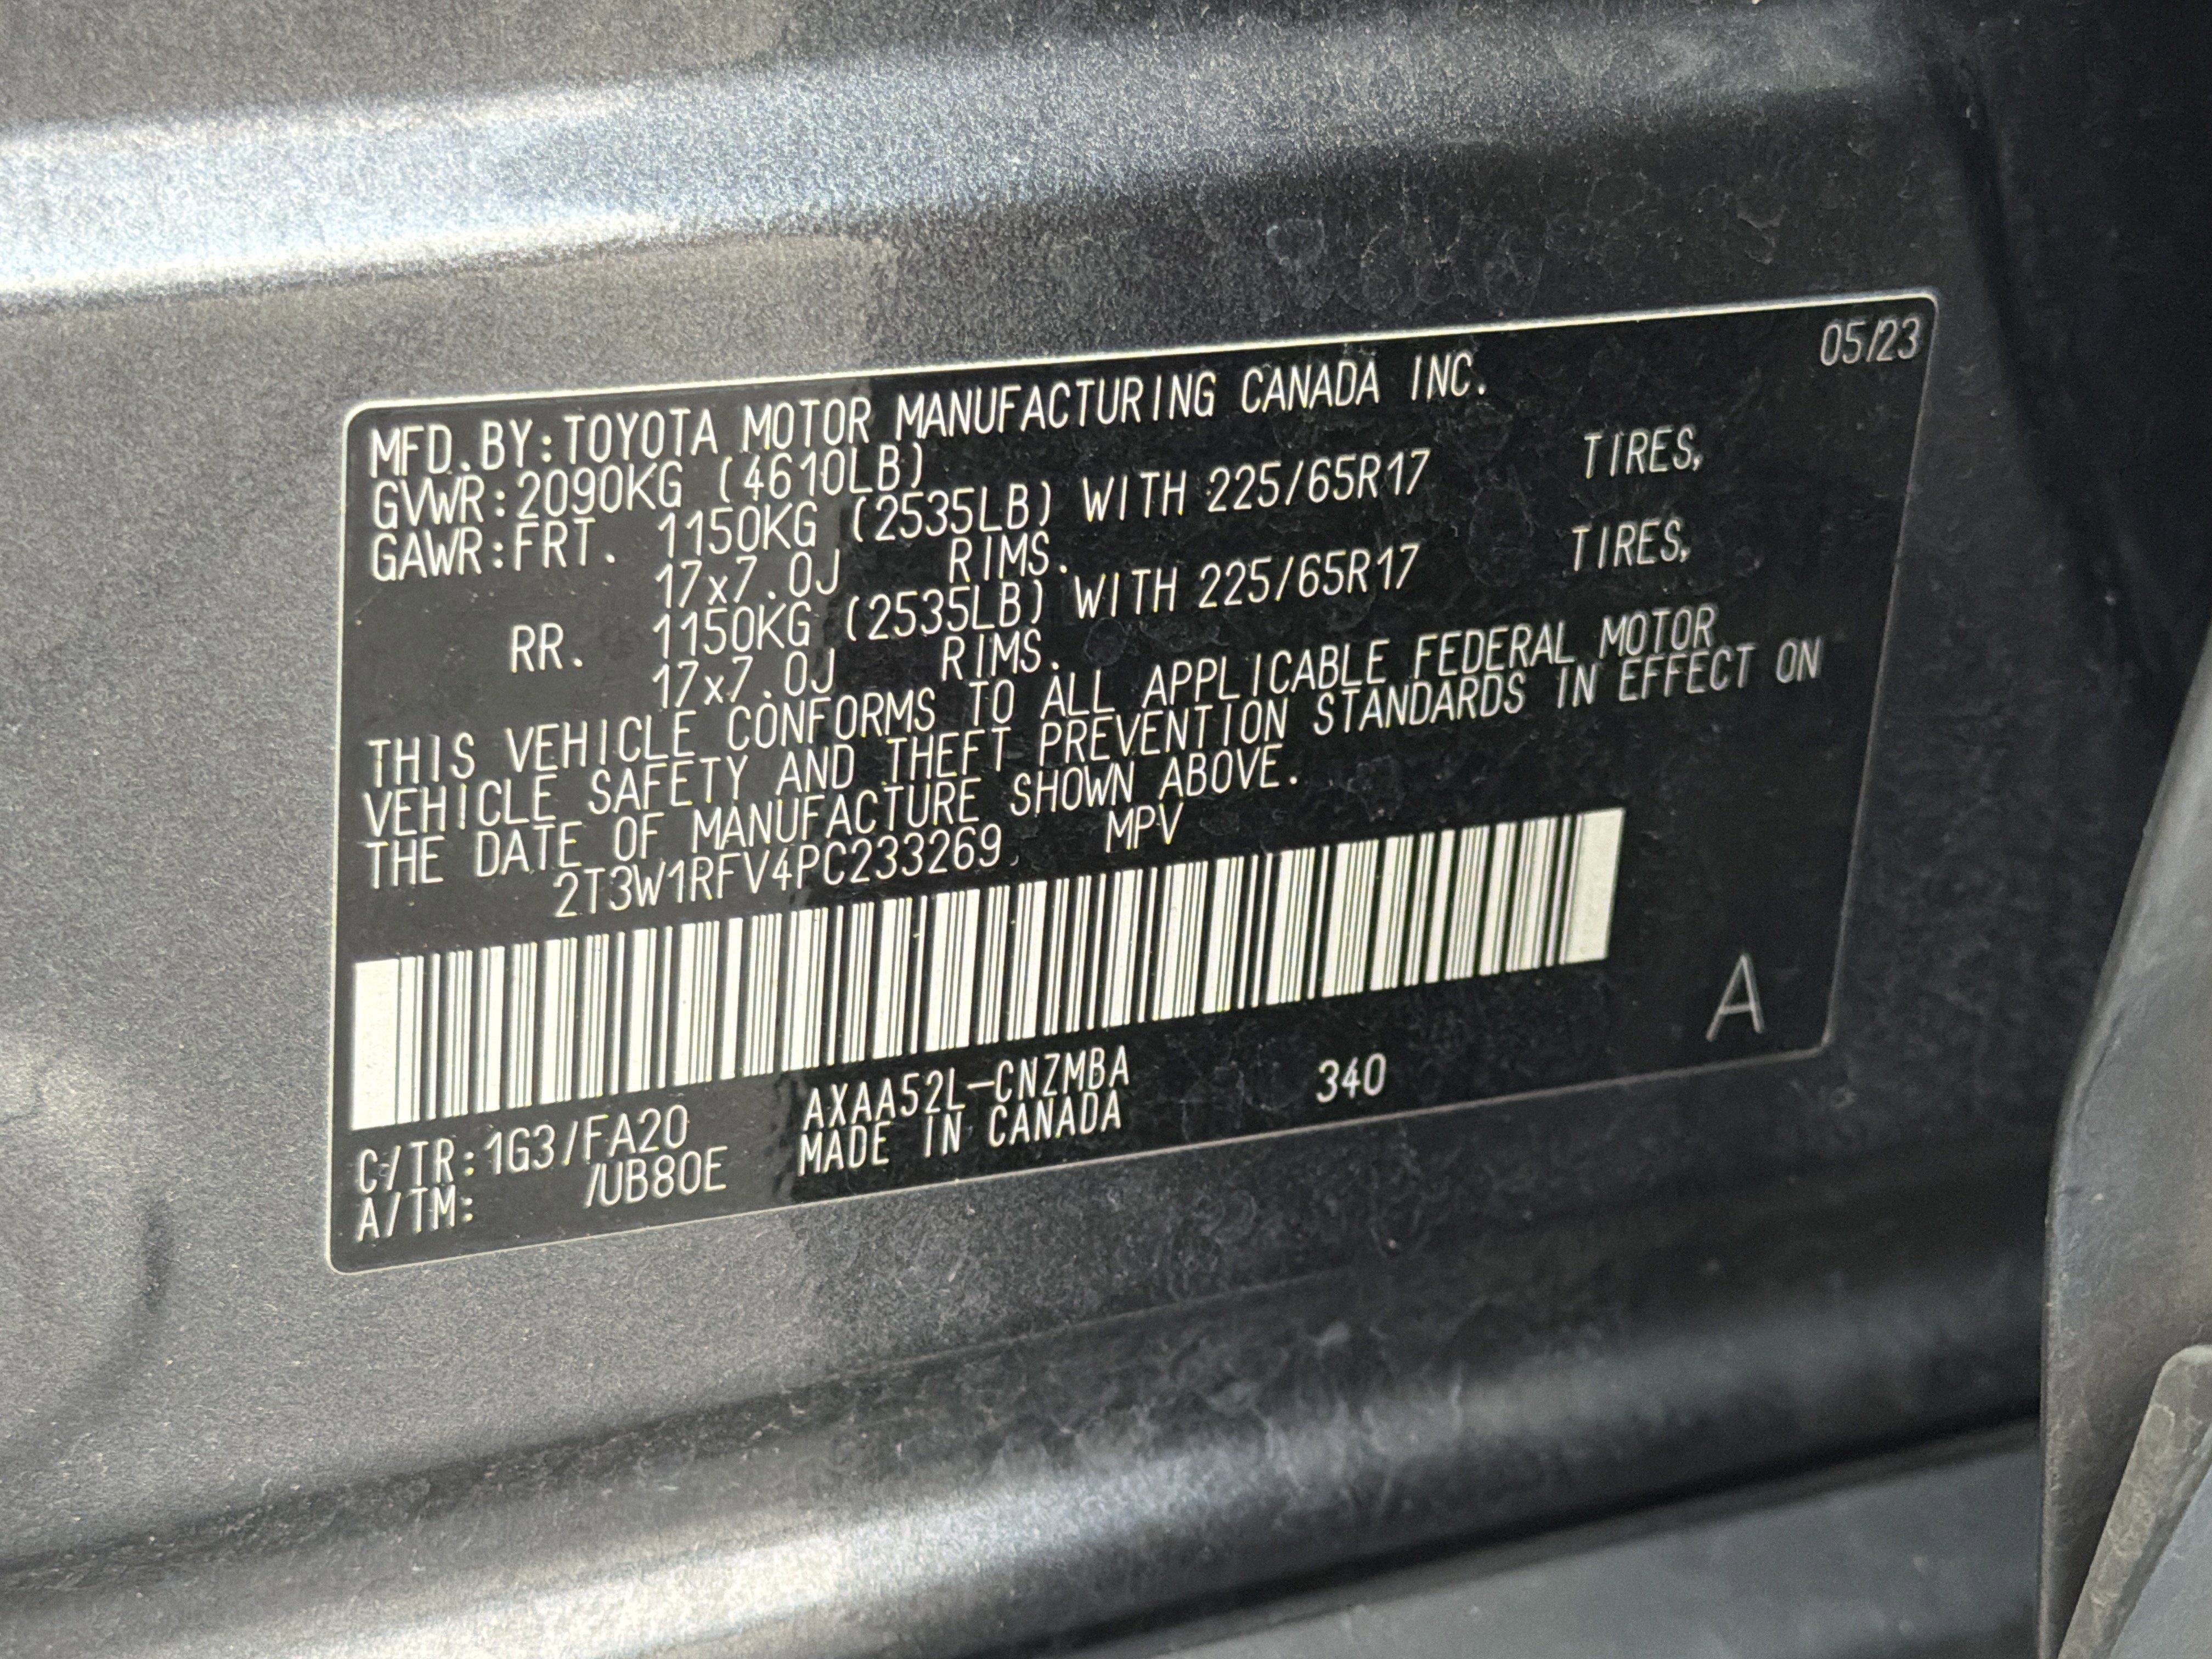 05/23
MFD.BY:TOYOTA MOTOR MANUFACTURING CANADA INC.
GVWR:2090KG (4610LB)
GAWR:FRT. 1150KG (2535LB) WITH 225/65R17 TIRES,
17x7.0J RIMS.
RR. 1150KG (2535LB) WITH 225/65R17 TIRES,
17x7.0J RIMS.
THIS VEHICLE CONFORMS TO ALL APPLICABLE FEDERAL MOTOR
VEHICLE SAFETY AND THEFT PREVENTION STANDARDS IN EFFECT ON
THE DATE OF MANUFACTURE SHOWN ABOVE.
2T3W1RFV4PC233269 MPV
C/TR:1G3/FA20 AXAA52L-CNZMBA 340 A
A/TM: /UB80E MADE IN CANADA